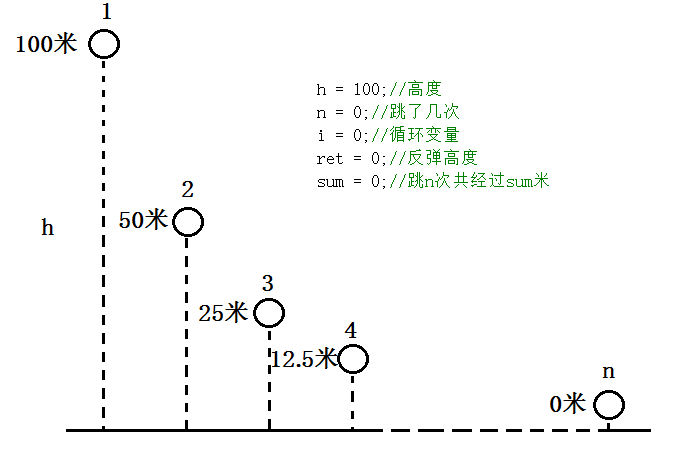 1
100米
h = 100;//高度
n = 0;//跳了几次
i = 0;//循环变量
ret = 0;//反弹高度
sum = 0;//跳n次共经过sum米
2
50米
h
3
25米
4
12.5米
n
0米